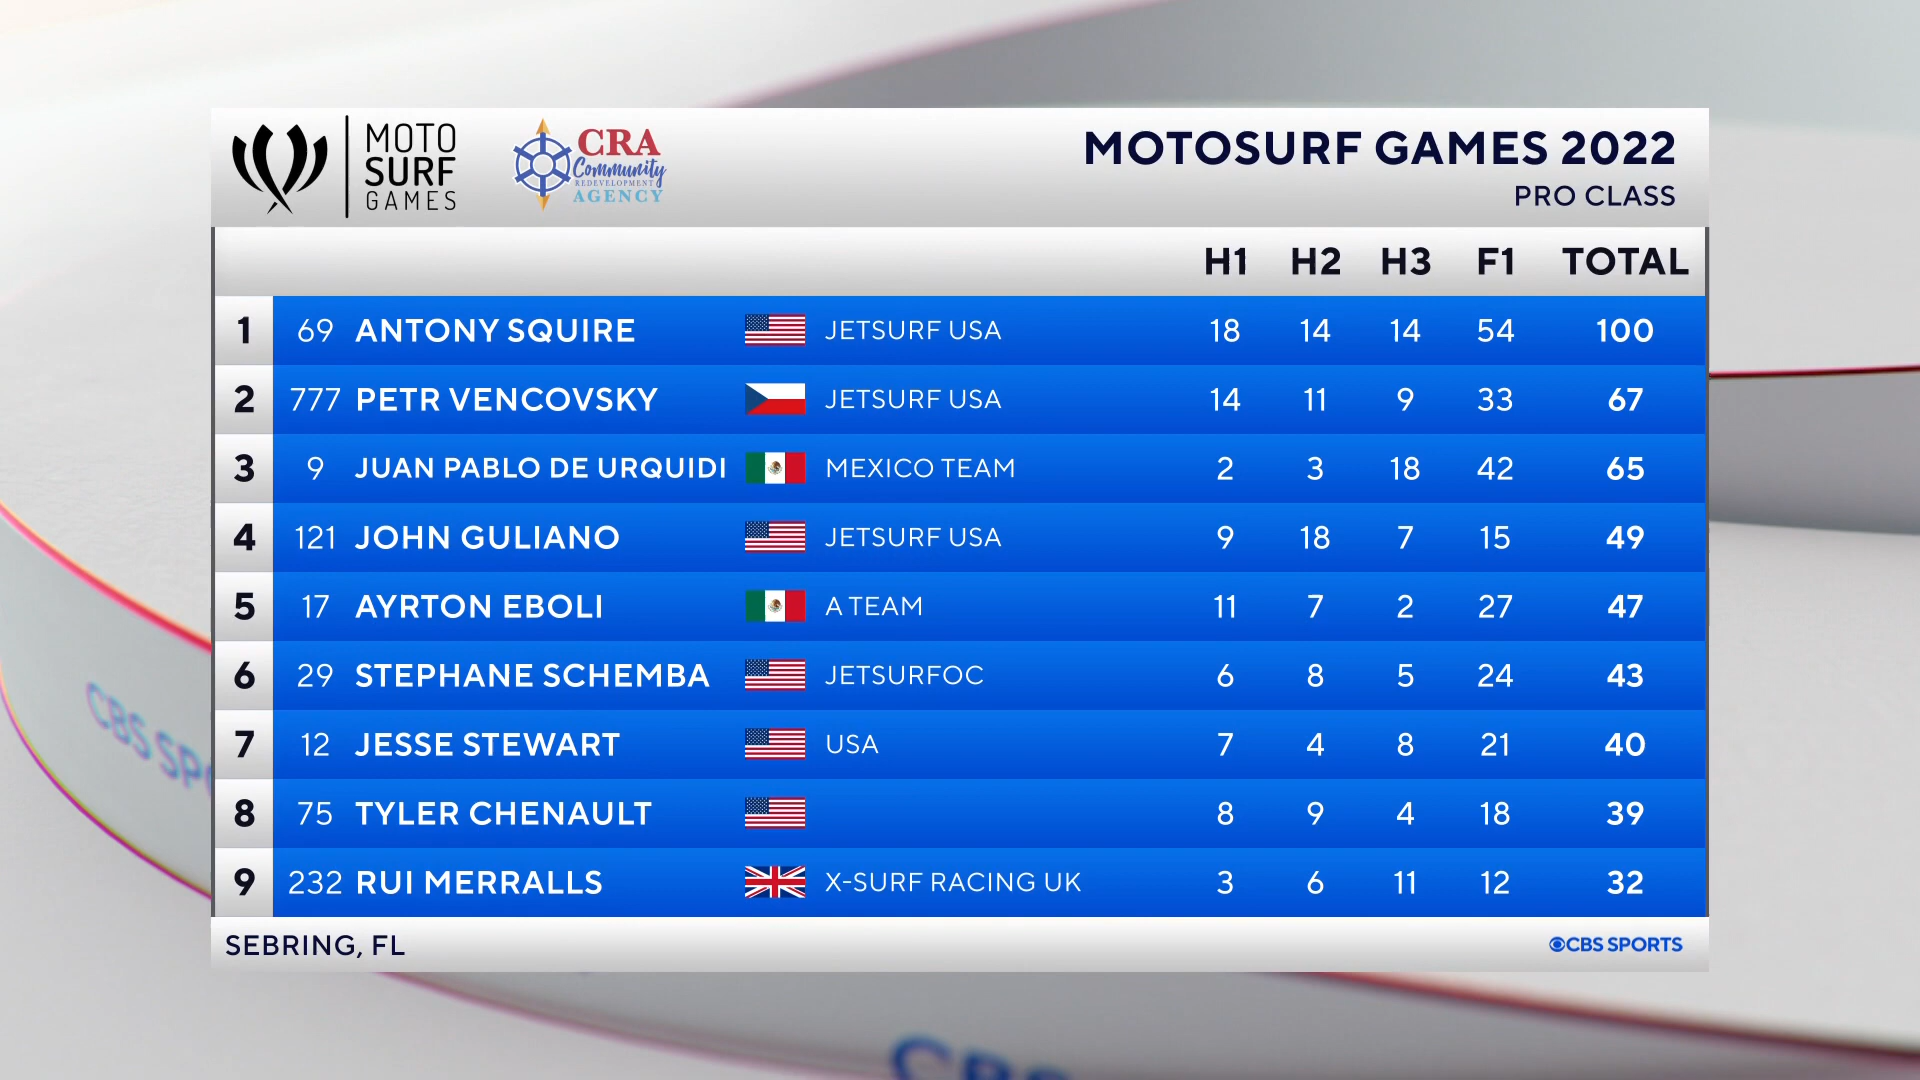 MOTO
SURF
GAMES
CRA
Community
REDEVELOPMENT
AGENCY
MOTOSURF GAMES 2022
PRO CLASS
H1 H2 H3 F1 TOTAL
1 69 ANTONY SQUIRE JETSURF USA 18 14 14 54 100
2 777 PETR VENCOVSKY JETSURF USA 14 11 9 33 67
3 9 JUAN PABLO DE URQUIDI MEXICO TEAM 2 3 18 42 65
4 121 JOHN GULIANO JETSURF USA 9 18 7 15 49
5 17 AYRTON EBOLI A TEAM 11 7 2 27 47
6 29 STEPHANE SCHEMBA JETSURFOC 6 8 5 24 43
7 12 JESSE STEWART USA 7 4 8 21 40
8 75 TYLER CHENAULT 8 9 4 18 39
9 232 RUI MERRALLS X-SURF RACING UK 3 6 11 12 32
SEBRING, FL
CBS SPORTS
CBS SPO
CBS